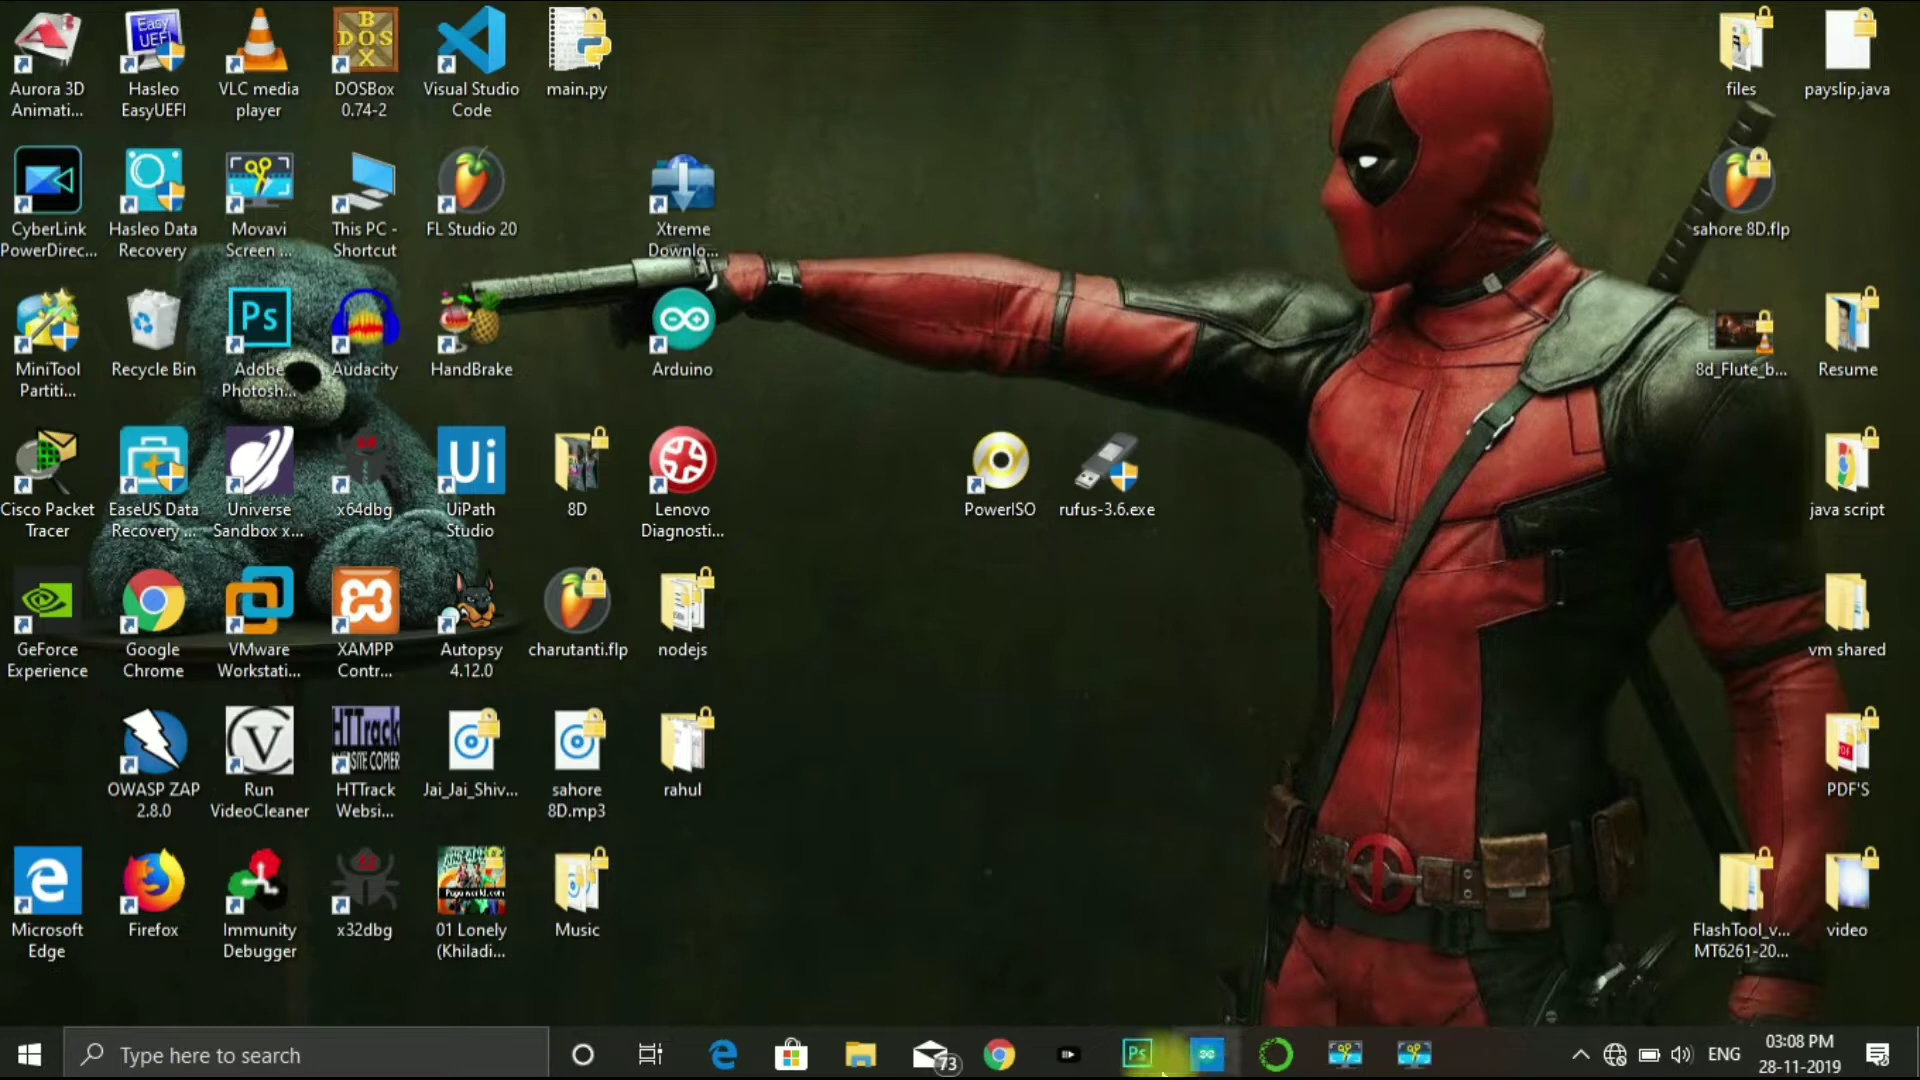 Aurora 3D
Animati...
Hasleo
EasyUEFI
VLC media
player
DOSBox
0.74-2
Visual Studio
Code
main.py
files
payslip.java
CyberLink
PowerDirec...
Hasleo Data
Recovery
Movavi
Screen ...
This PC -
Shortcut
FL Studio 20
Xtreme
Downlo...
sahore 8D.flp
MiniTool
Partiti...
Recycle Bin
Adobe
Photosh...
Audacity
HandBrake
Arduino
8d_Flute_b...
Resume
Cisco Packet
Tracer
EaseUS Data
Recovery ...
Universe
Sandbox x...
x64dbg
UiPath
Studio
8D
Lenovo
Diagnosti...
PowerISO
rufus-3.6.exe
java script
GeForce
Experience
Google
Chrome
VMware
Workstati...
XAMPP
Contr...
Autopsy
4.12.0
charutanti.flp
nodejs
vm shared
OWASP ZAP
2.8.0
Run
VideoCleaner
HTTrack
Websi...
Jai_Jai_Shiv...
sahore
8D.mp3
rahul
PDF'S
Microsoft
Edge
Firefox
Immunity
Debugger
x32dbg
01 Lonely
(Khiladi...
Music
FlashTool_v...
MT6261-20...
video
Type here to search
73
Ps
ENG
03:08 PM
28-11-2019